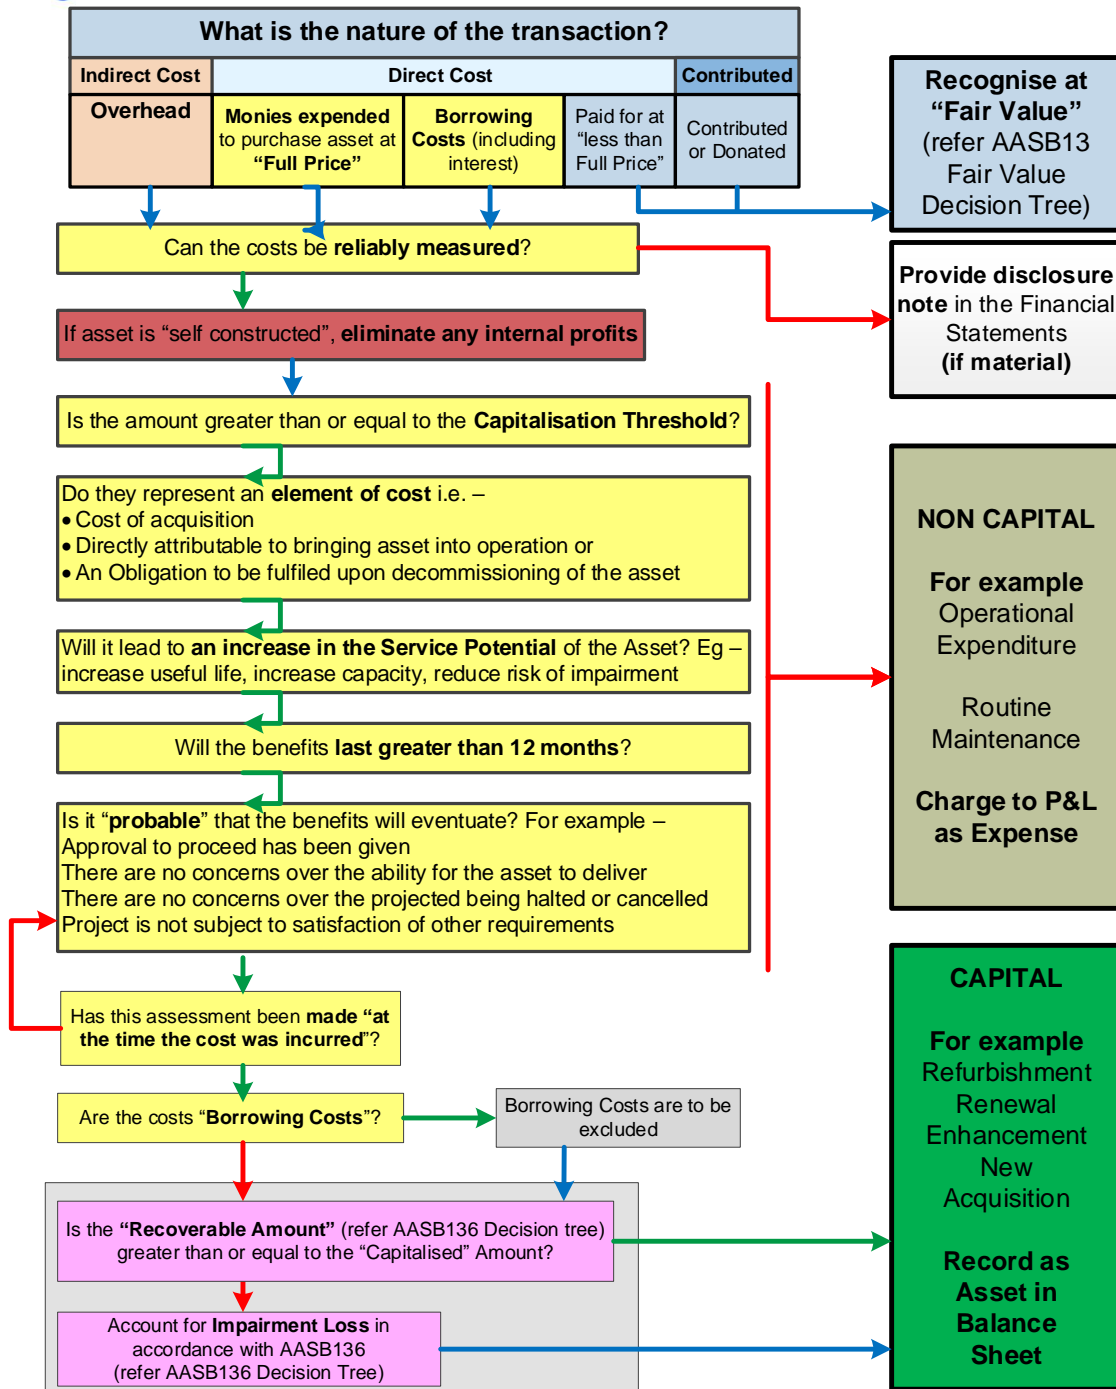 What is the nature of the transaction?
Indirect Cost
Direct Cost
Contributed
Overhead
Monies expended
to purchase asset at
“Full Price”
Borrowing
Costs (including
interest)
Paid for at
“less than
Full Price”
Contributed
or Donated
Recognise at
“Fair Value”
(refer AASB13
Fair Value
Decision Tree)
Can the costs be reliably measured?
Provide disclosure
note in the Financial
Statements
(if material)
If asset is “self constructed”, eliminate any internal profits
Is the amount greater than or equal to the Capitalisation Threshold?
Do they represent an element of cost i.e. –
• Cost of acquisition
• Directly attributable to bringing asset into operation or
• An Obligation to be fulfiled upon decommissioning of the asset
Will it lead to an increase in the Service Potential of the Asset? Eg –
increase useful life, increase capacity, reduce risk of impairment
Will the benefits last greater than 12 months?
Is it “probable” that the benefits will eventuate? For example –
Approval to proceed has been given
There are no concerns over the ability for the asset to deliver
There are no concerns over the projected being halted or cancelled
Project is not subject to satisfaction of other requirements
NON CAPITAL
For example
Operational
Expenditure
Routine
Maintenance
Charge to P&L
as Expense
Has this assessment been made “at
the time the cost was incurred”?
Are the costs “Borrowing Costs”?
Borrowing Costs are to be
excluded
Is the “Recoverable Amount” (refer AASB136 Decision tree)
greater than or equal to the “Capitalised” Amount?
Account for Impairment Loss in
accordance with AASB136
(refer AASB136 Decision Tree)
CAPITAL
For example
Refurbishment
Renewal
Enhancement
New
Acquisition
Record as
Asset in
Balance
Sheet